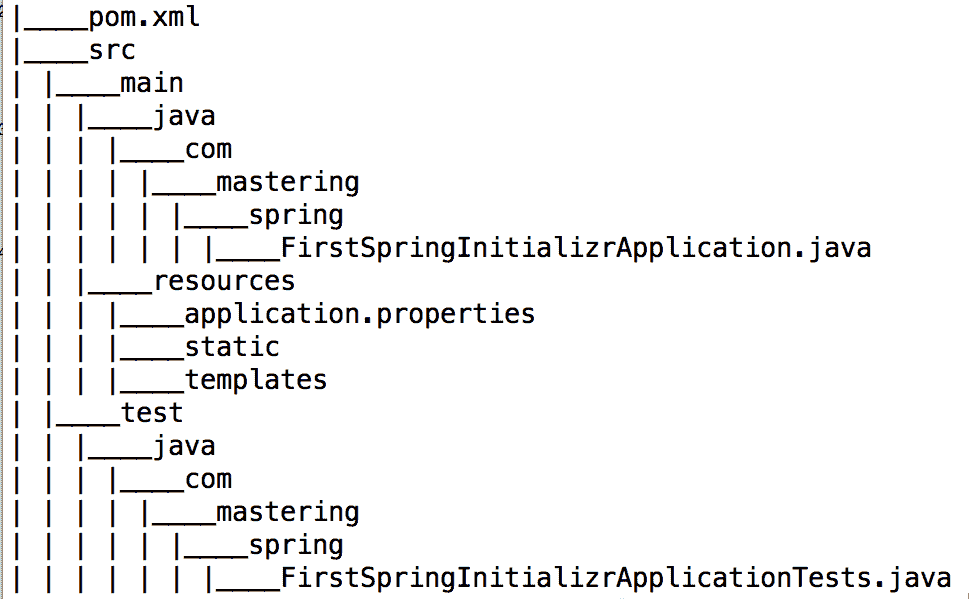 |____pom.xml
|____src
| |____main
| | |____java
| | | |____com
| | | | |____mastering
| | | | | |____spring
| | | | | | |____FirstSpringInitializrApplication.java
| | |____resources
| | | |____application.properties
| | | |____static
| | | |____templates
| |____test
| | |____java
| | | |____com
| | | | |____mastering
| | | | | |____spring
| | | | | | |____FirstSpringInitializrApplicationTests.java